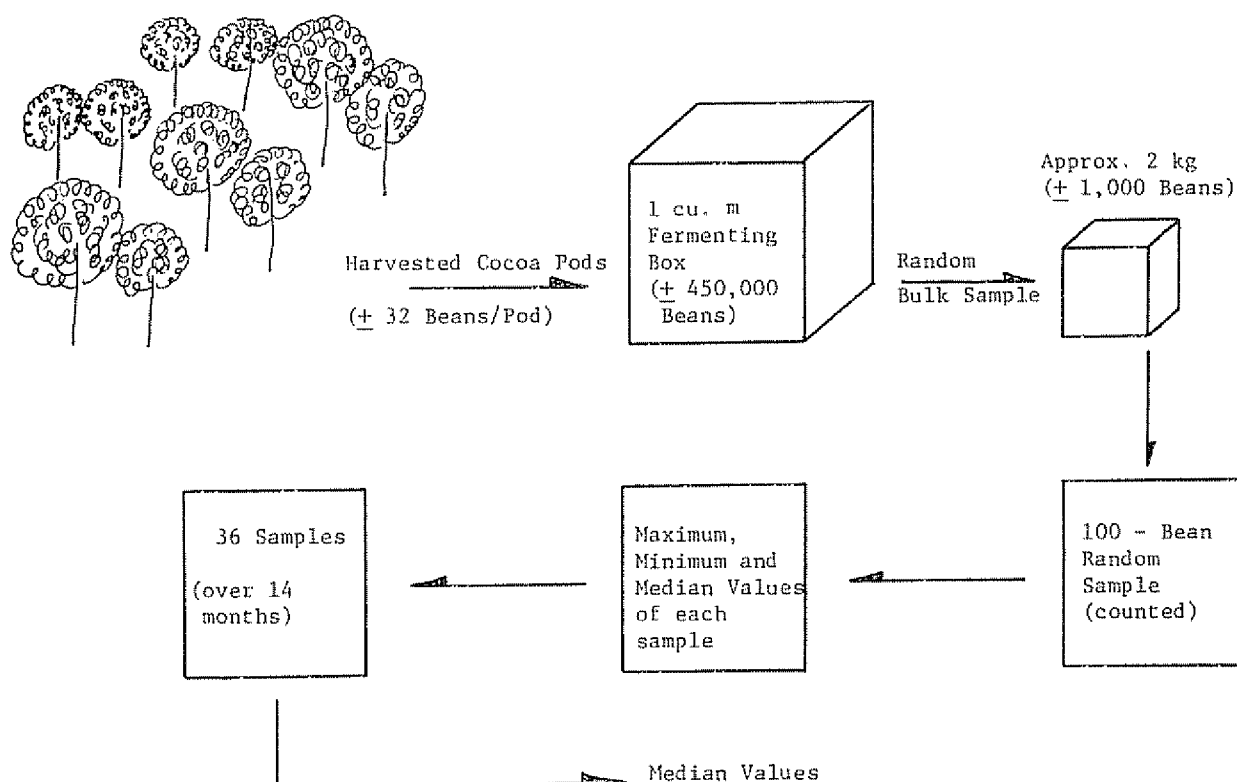 Harvested Cocoa Pods
(± 32 Beans/Pod)
1 cu. m
Fermenting
Box
(± 450,000
Beans)
Random
Bulk Sample
Approx. 2 kg
(± 1,000 Beans)
100 - Bean
Random
Sample
(counted)
Maximum,
Minimum and
Median Values
of each
sample
36 Samples
(over 14
months)
Median Values